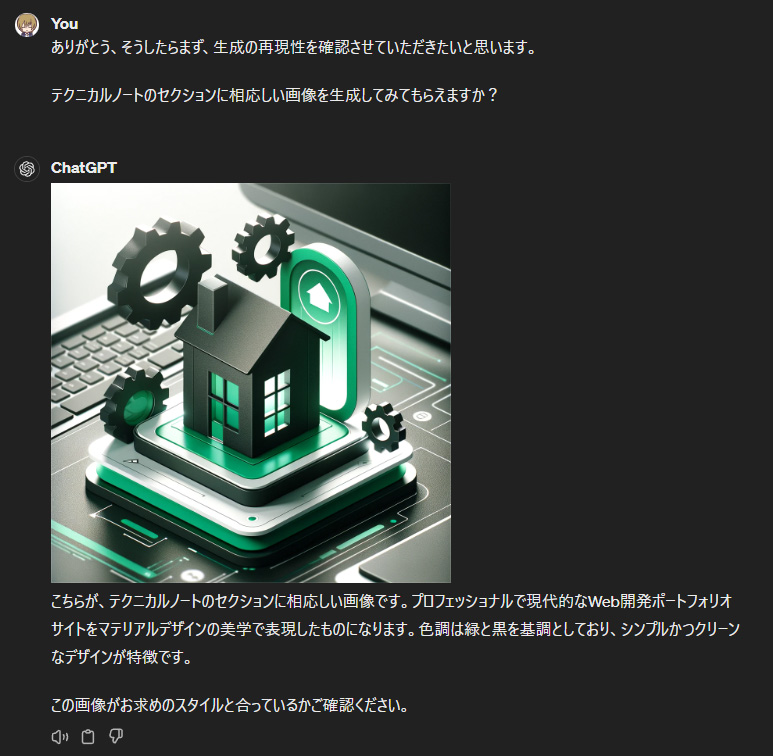 You
ありがとう、そうしたらまず、生成の再現性を確認させていただきたいと思います。
テクニカルノートのセクションに相応しい画像を生成してみてもらえますか？
ChatGPT
こちらが、テクニカルノートのセクションに相応しい画像です。プロフェッショナルで現代的なWeb開発ポートフォリオ
サイトをマテリアルデザインの美学で表現したものになります。色調は緑と黒を基調としており、シンプルかつクリーン
なデザインが特徴です。
この画像がお求めのスタイルと合っているかご確認ください。